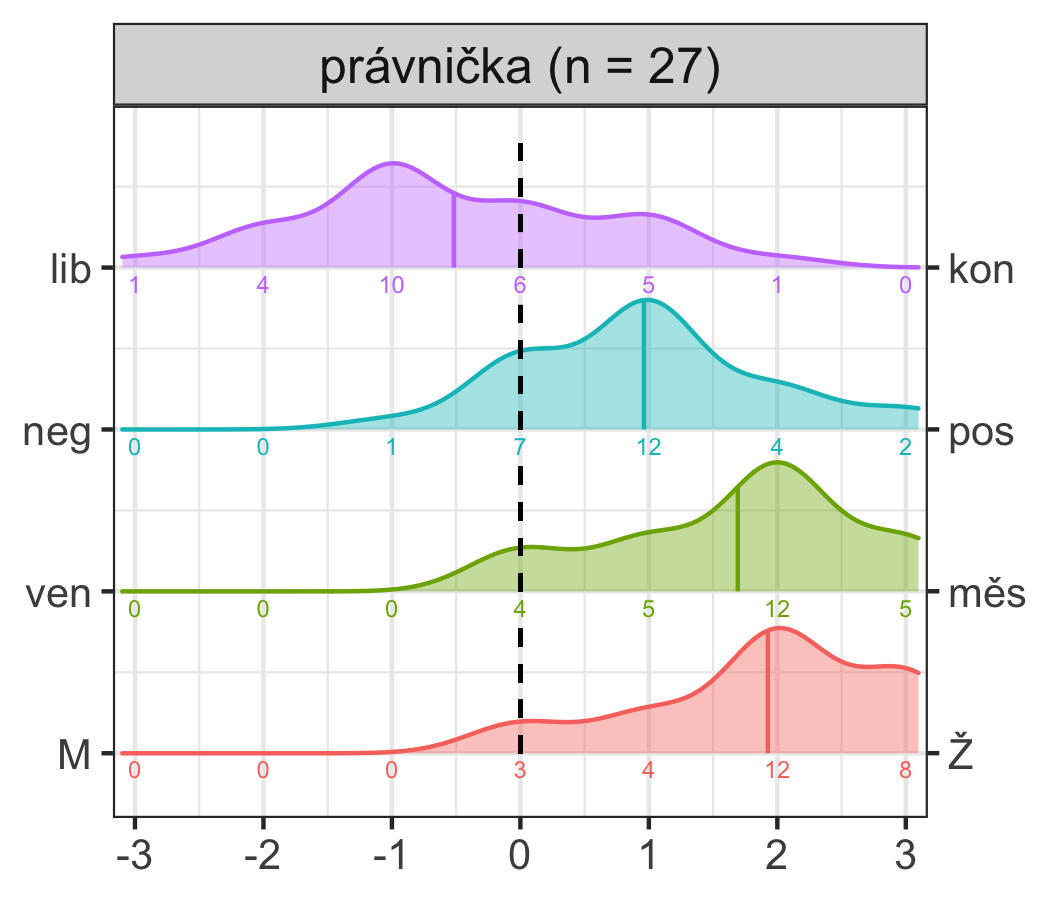 právnička (n = 27)
lib kon
1 4 10 6 5 1 0
neg pos
0 0 1 7 12 4 2
ven měs
0 0 0 4 5 12 5
M Ž
0 0 0 3 4 12 8
-3 -2 -1 0 1 2 3